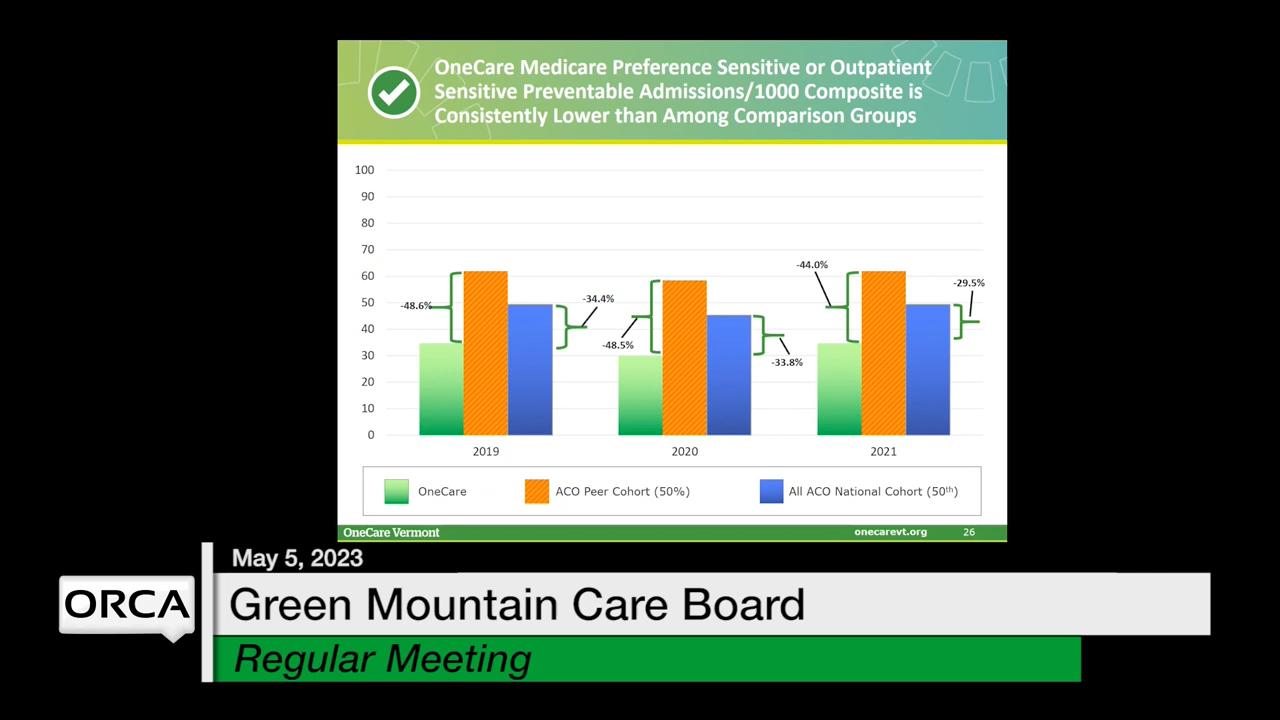 OneCare Medicare Preference Sensitive or Outpatient
Sensitive Preventable Admissions/1000 Composite is
Consistently Lower than Among Comparison Groups
100
90
80
70
60
50
40
30
20
10
0
-48.6%
-34.4%
-48.5%
-33.8%
-44.0%
-29.5%
2019
2020
2021
OneCare
ACO Peer Cohort (50%)
All ACO National Cohort (50th)
OneCare Vermont
onecarevt.org
26
May 5, 2023
ORCA
Green Mountain Care Board
Regular Meeting